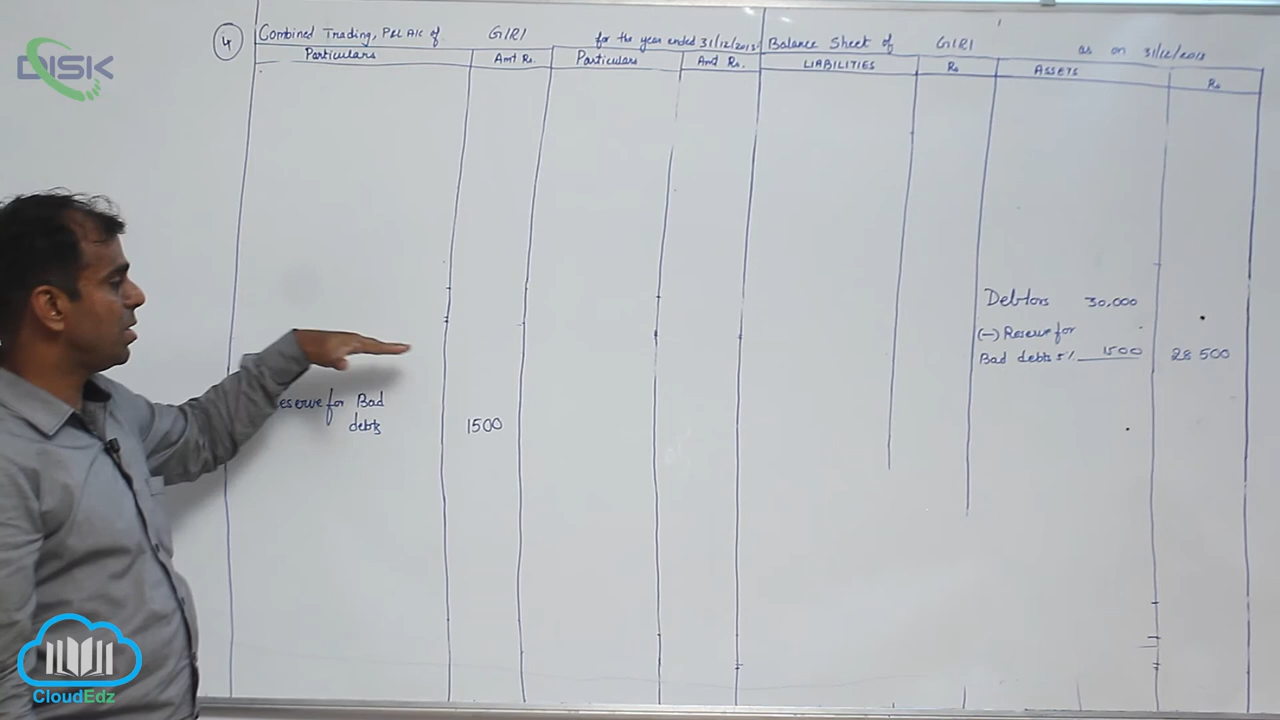 DISK
4
Combined Trading, P&L A/c of GIRI for the year ended 31/12/2013
Particulars Amt Rs. Particulars Amt Rs.
Balance Sheet of GIRI as on 31/12/2013
LIABILITIES Rs ASSETS Rs
Debtors 30,000
(-) Reserve for
Bad debts 5% 1500 28 500
eserve for Bad
debts 1500
CloudEdz